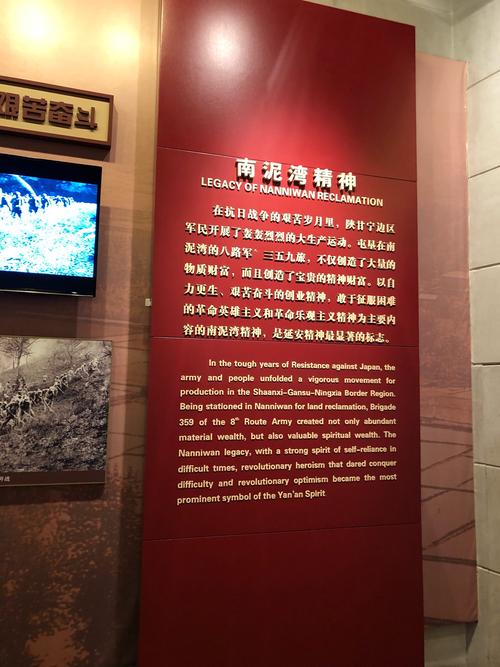 艰苦奋斗
南泥湾精神
LEGACY OF NANNIWAN RECLAMATION
在抗日战争的艰苦岁月里，陕甘宁边区
军民开展了轰轰烈烈的大生产运动。屯垦在南
泥湾的八路军三五九旅，不仅创造了大量的
物质财富，而且创造了宝贵的精神财富。以自
力更生、艰苦奋斗的创业精神，敢于征服困难
的革命英雄主义和革命乐观主义精神为主要内
容的南泥湾精神，是延安精神最显著的标志。
In the tough years of Resistance against Japan, the
army and people unfolded a vigorous movement for
production in the Shaanxi-Gansu-Ningxia Border Region.
Being stationed in Nanniwan for land reclamation, Brigade
359 of the 8th Route Army created not only abundant
material wealth, but also valuable spiritual wealth. The
Nanniwan legacy, with a strong spirit of self-reliance in
difficult times, revolutionary heroism that dared conquer
difficulty and revolutionary optimism became the most
prominent symbol of the Yan'an Spirit